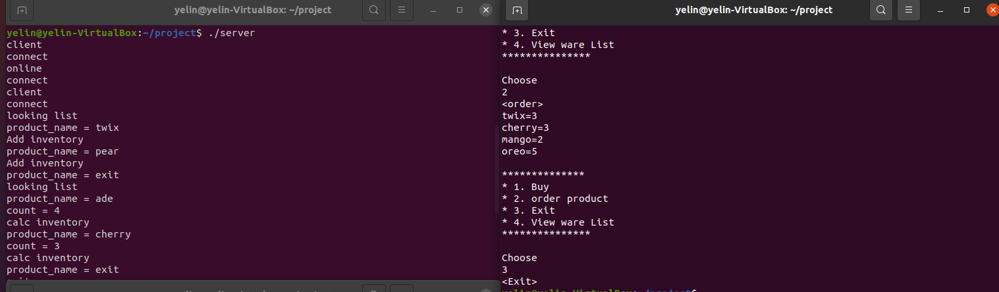 yelin@yelin-VirtualBox: ~/project
yelin@yelin-VirtualBox:~/project$ ./server
client
connect
online
connect
client
connect
looking list
product_name = twix
Add inventory
product_name = pear
Add inventory
product_name = exit
looking list
product_name = ade
count = 4
calc inventory
product_name = cherry
count = 3
calc inventory
product_name = exit
yelin@yelin-VirtualBox: ~/project
* 3. Exit
* 4. View ware List
***************
Choose
2
<order>
twix=3
cherry=3
mango=2
oreo=5
**************
* 1. Buy
* 2. order product
* 3. Exit
* 4. View ware List
***************
Choose
3
<Exit>